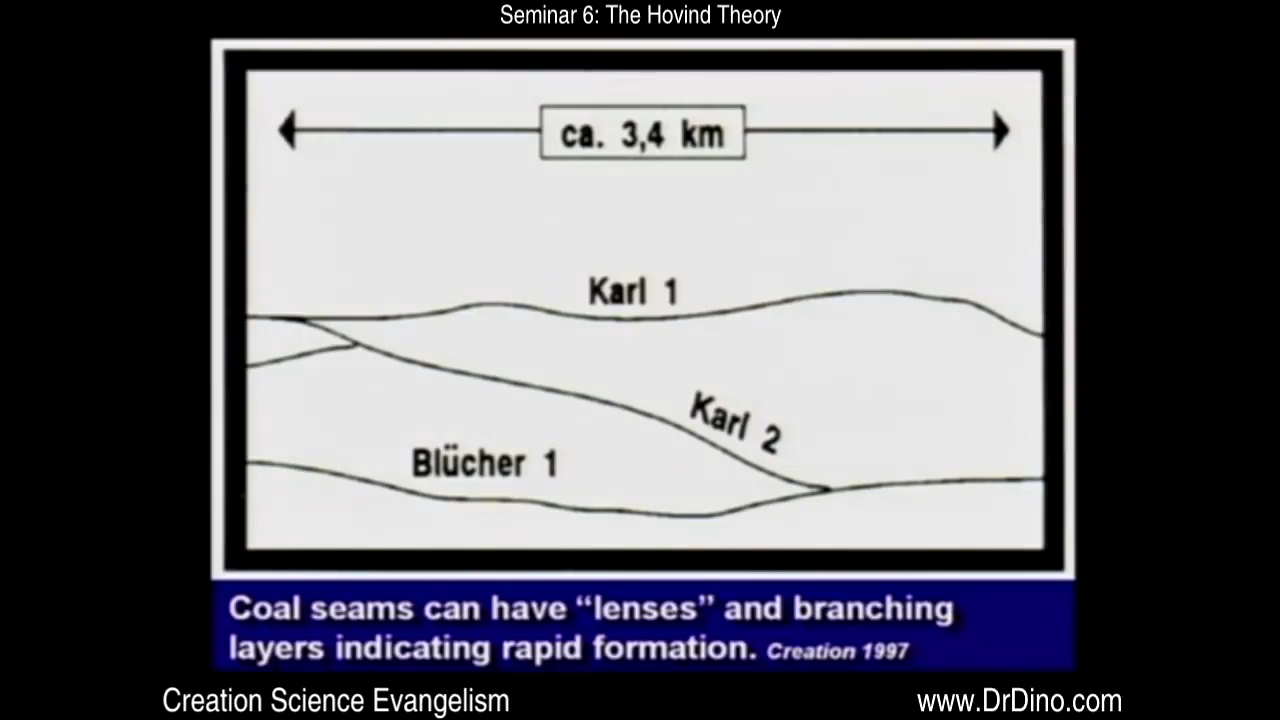 Seminar 6: The Hovind Theory
ca. 3,4 km
Karl 1
Karl 2
Blücher 1
Coal seams can have “lenses” and branching
layers indicating rapid formation. Creation 1997
Creation Science Evangelism
www.DrDino.com